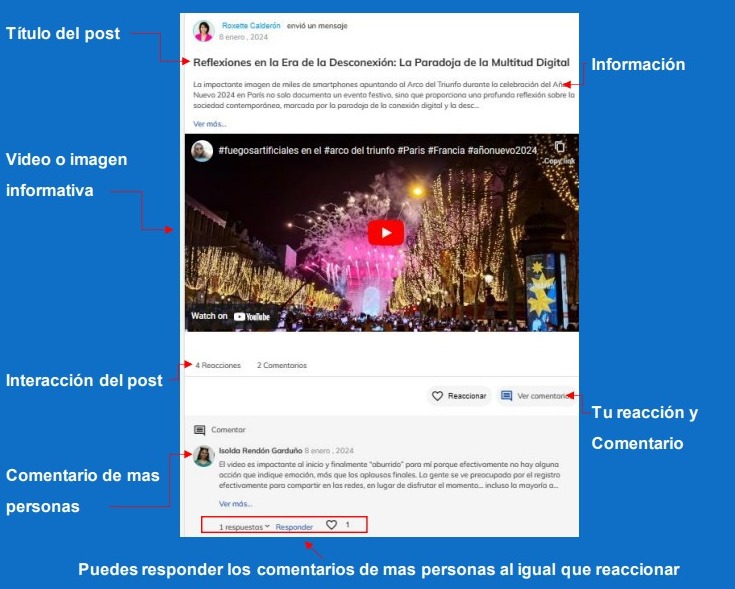 Título del post
Roxette Calderón envió un mensaje
8 enero , 2024
Reflexiones en la Era de la Desconexión: La Paradoja de la Multitud Digital
Información
La impactante imagen de miles de smartphones apuntando al Arco del Triunfo durante la celebración del Año
Nuevo 2024 en París no solo documenta un evento festivo, sino que proporciona una profunda reflexión sobre la
sociedad contemporánea, marcada por la paradoja de la conexión digital y la desc...
Ver más...
Video o imagen
informativa
#fuegosartificiales en el #arco del triunfo #Paris #Francia #añonuevo2024
Copy link
Watch on YouTube
Interacción del post
4 Reacciones 2 Comentarios
Reaccionar Ver comentarios
Tu reacción y
Comentario
Comentar
Comentario de mas
personas
Isolda Rendón Garduño 8 enero , 2024
El video es impactante al inicio y finalmente "aburrido" para mí porque efectivamente no hay alguna
acción que indique emoción, más que los aplausos finales. La gente se ve preocupada por el registro
efectivamente para compartir en las redes, en lugar de disfrutar el momento... incluso la mayoría a...
Ver más...
1 respuestas Responder 1
Puedes responder los comentarios de mas personas al igual que reaccionar